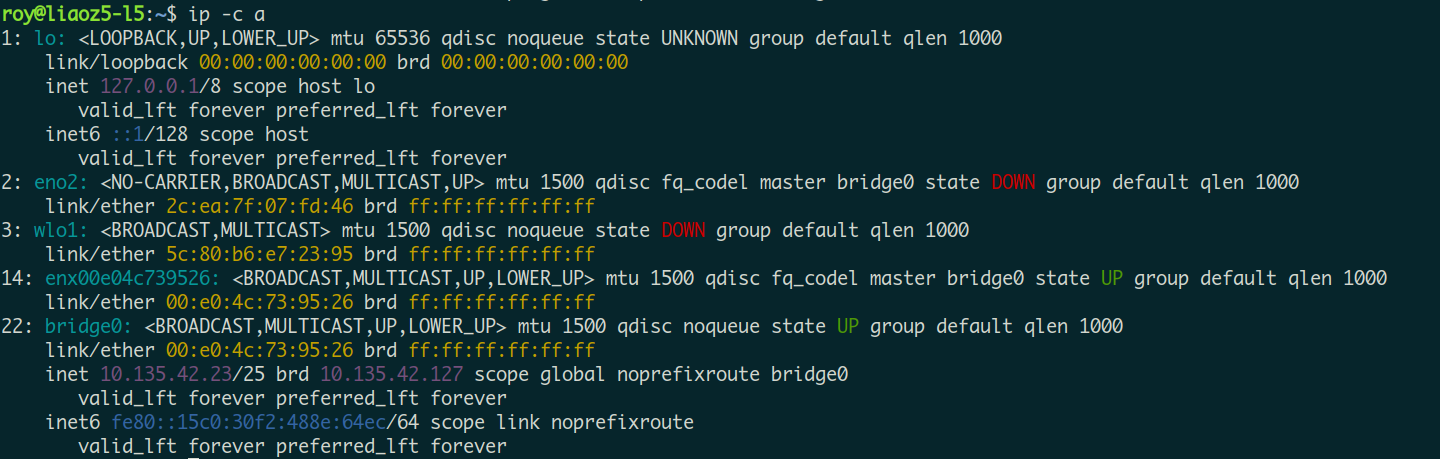 roy@liaoz5-l5:~$ ip -c a
1: lo: <LOOPBACK,UP,LOWER_UP> mtu 65536 qdisc noqueue state UNKNOWN group default qlen 1000
    link/loopback 00:00:00:00:00:00 brd 00:00:00:00:00:00
    inet 127.0.0.1/8 scope host lo
       valid_lft forever preferred_lft forever
    inet6 ::1/128 scope host
       valid_lft forever preferred_lft forever
2: eno2: <NO-CARRIER,BROADCAST,MULTICAST,UP> mtu 1500 qdisc fq_codel master bridge0 state DOWN group default qlen 1000
    link/ether 2c:ea:7f:07:fd:46 brd ff:ff:ff:ff:ff:ff
3: wlo1: <BROADCAST,MULTICAST> mtu 1500 qdisc noqueue state DOWN group default qlen 1000
    link/ether 5c:80:b6:e7:23:95 brd ff:ff:ff:ff:ff:ff
14: enx00e04c739526: <BROADCAST,MULTICAST,UP,LOWER_UP> mtu 1500 qdisc fq_codel master bridge0 state UP group default qlen 1000
    link/ether 00:e0:4c:73:95:26 brd ff:ff:ff:ff:ff:ff
22: bridge0: <BROADCAST,MULTICAST,UP,LOWER_UP> mtu 1500 qdisc noqueue state UP group default qlen 1000
    link/ether 00:e0:4c:73:95:26 brd ff:ff:ff:ff:ff:ff
    inet 10.135.42.23/25 brd 10.135.42.127 scope global noprefixroute bridge0
       valid_lft forever preferred_lft forever
    inet6 fe80::15c0:30f2:488e:64ec/64 scope link noprefixroute
       valid_lft forever preferred_lft forever